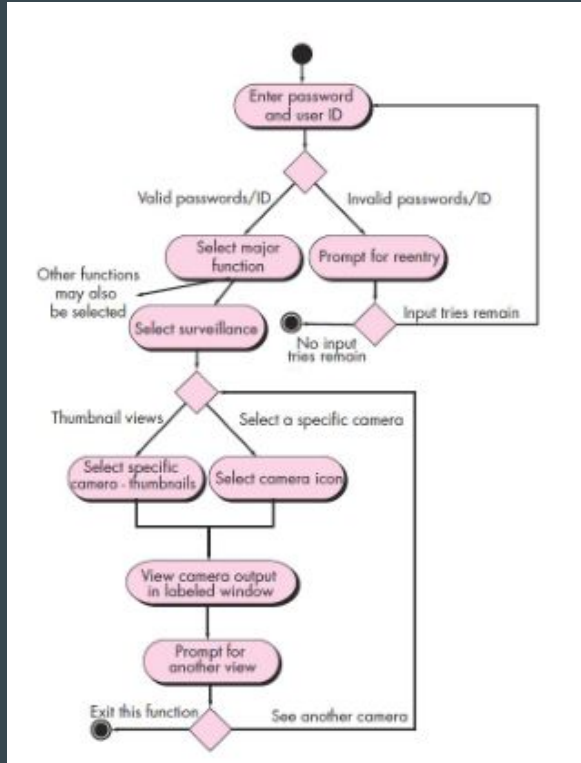 Enter password
and user ID
Valid passwords/ID
Invalid passwords/ID
Select major
function
Prompt for reentry
Other functions
may also
be selected
Select surveillance
Input tries remain
No input
tries remain
Thumbnail views
Select a specific camera
Select specific
camera - thumbnails
Select camera icon
View camera output
in labeled window
Prompt for
another view
Exit this function
See another camera